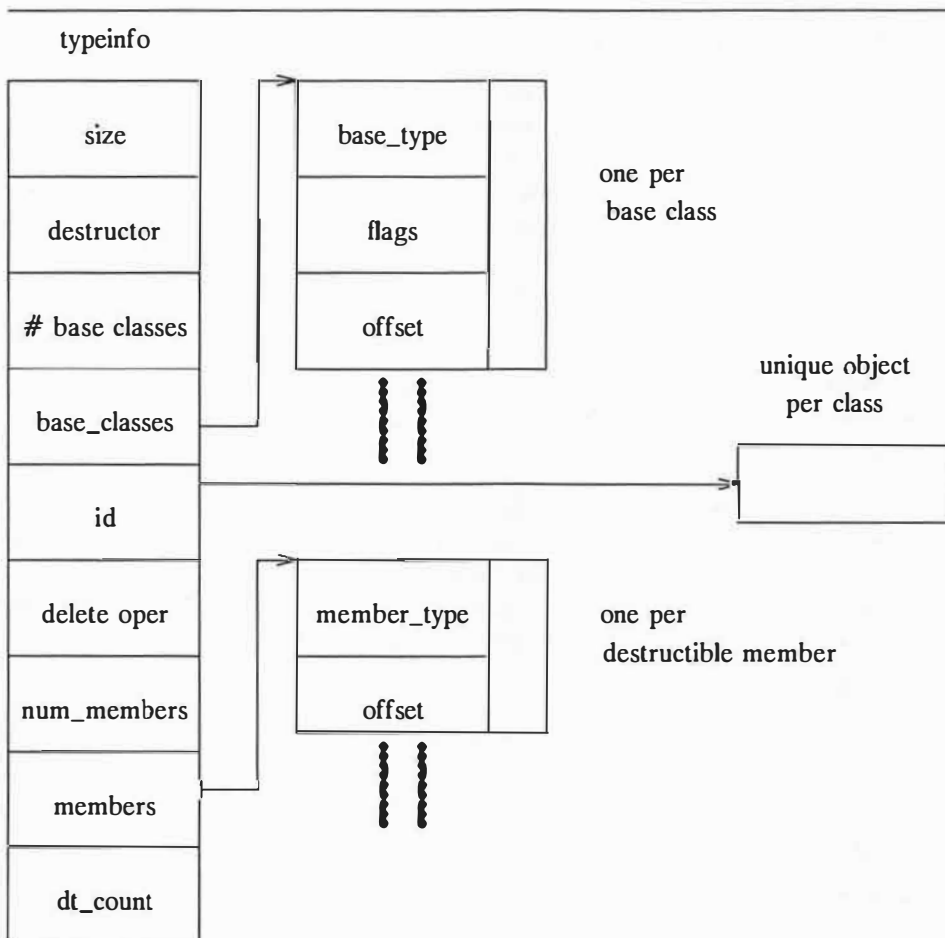 typeinfo
size
destructor
# base classes
base_classes
id
delete oper
num_members
members
dt_count
base_type
flags
offset
one per
base class
unique object
per class
member_type
offset
one per
destructible member